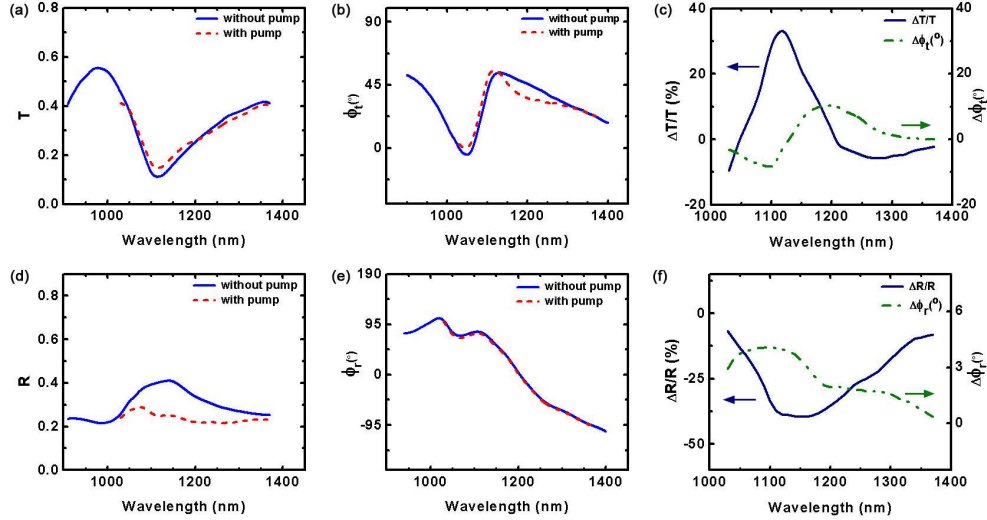 (a)
without pump
with pump
T
0.8
0.6
0.4
0.2
0.0
1000
1200
1400
Wavelength (nm)
(b)
without pump
with pump
ϕt(°)
90
45
0
1000
1200
1400
Wavelength (nm)
(c)
ΔT/T
Δϕt(°)
ΔT/T (%)
40
20
0
-20
40
20
0
-20
Δϕt(°)
1000
1100
1200
1300
1400
Wavelength (nm)
(d)
without pump
with pump
R
0.8
0.6
0.4
0.2
0.0
1000
1200
1400
Wavelength (nm)
(e)
without pump
with pump
ϕr(°)
190
95
0
-95
1000
1200
1400
Wavelength (nm)
(f)
ΔR/R
Δϕr(°)
ΔR/R (%)
0
-25
-50
6
3
0
Δϕr(°)
1000
1100
1200
1300
1400
Wavelength (nm)